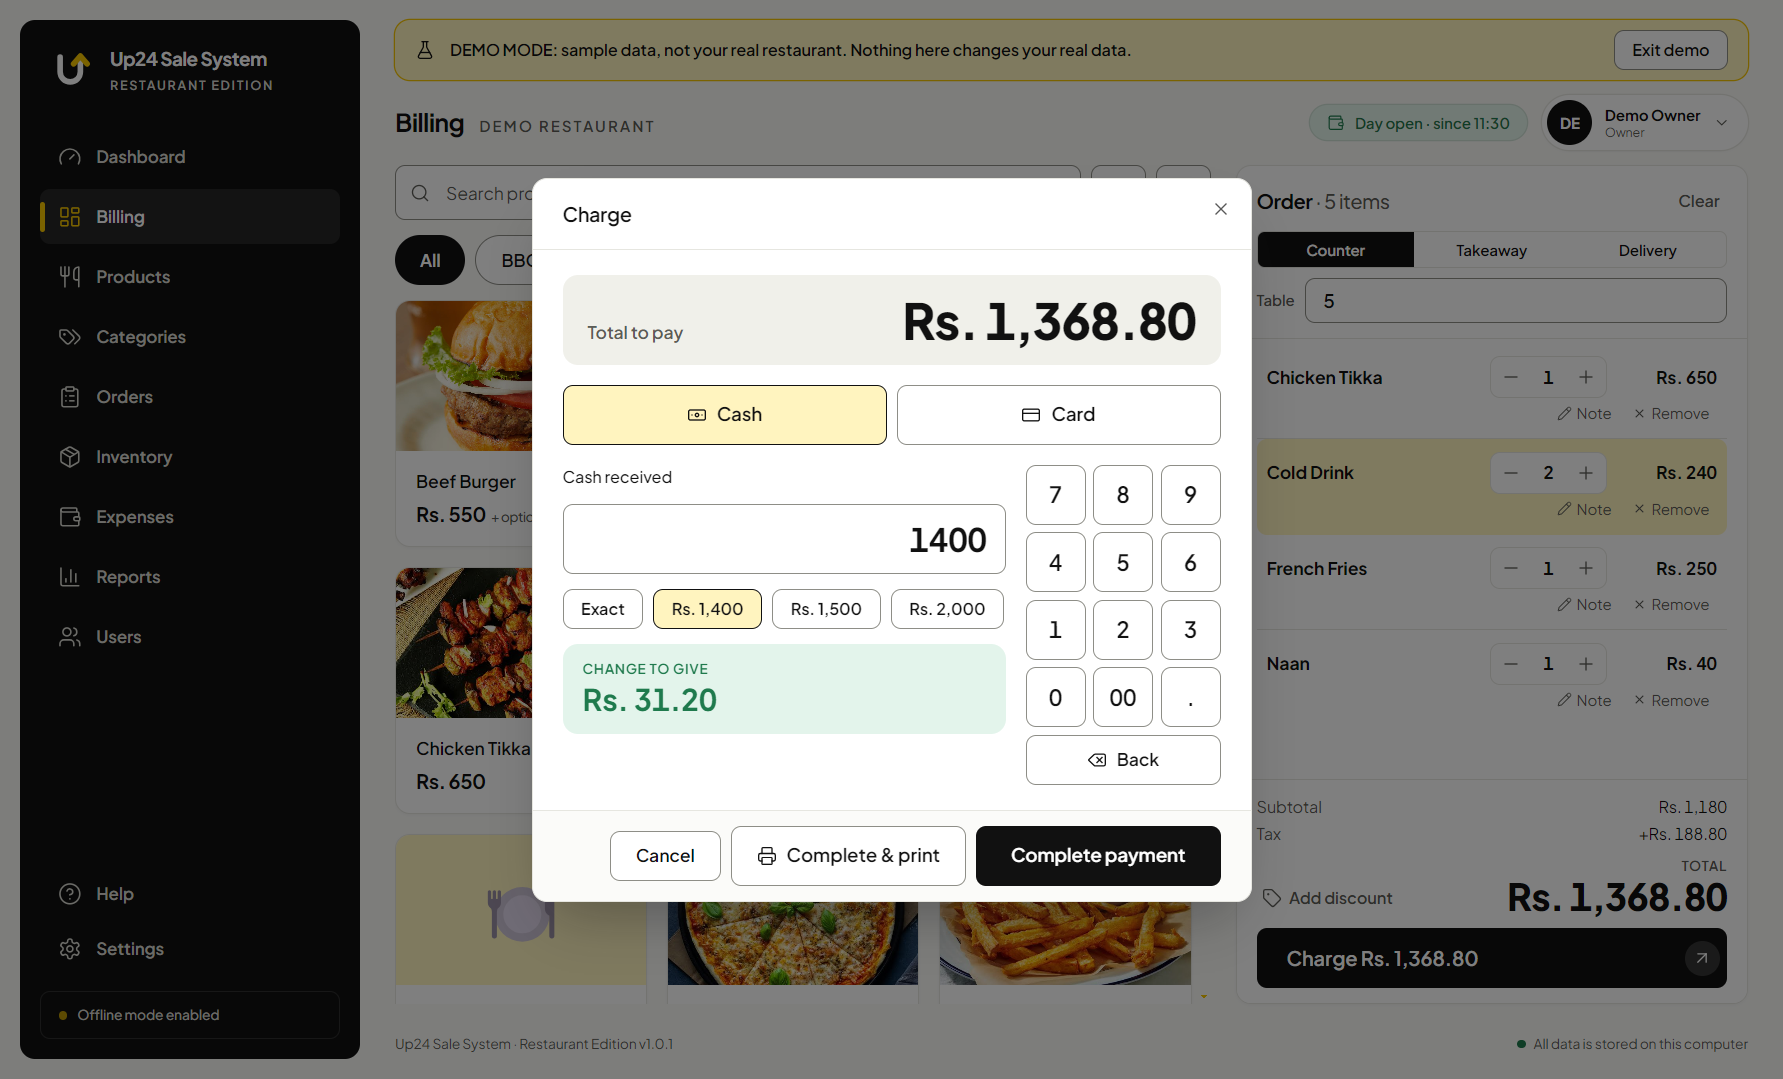 Up24 Sale System
RESTAURANT EDITION
Dashboard
Billing
Products
Categories
Orders
Inventory
Expenses
Reports
Users
Help
Settings
Offline mode enabled
DEMO MODE: sample data, not your real restaurant. Nothing here changes your real data.
Exit demo
Billing DEMO RESTAURANT
Day open · since 11:30
DE
Demo Owner
Owner
Search pro
All
BBQ
Beef Burger
Rs. 550 + optio
Chicken Tikka
Rs. 650
Charge
Total to pay
Rs. 1,368.80
Cash
Card
Cash received
1400
Exact
Rs. 1,400
Rs. 1,500
Rs. 2,000
CHANGE TO GIVE
Rs. 31.20
7 8 9
4 5 6
1 2 3
0 00 .
Back
Cancel
Complete & print
Complete payment
Order · 5 items
Clear
Counter
Takeaway
Delivery
Table
5
Chicken Tikka 1 Rs. 650
Note Remove
Cold Drink 2 Rs. 240
Note Remove
French Fries 1 Rs. 250
Note Remove
Naan 1 Rs. 40
Note Remove
Subtotal Rs. 1,180
Tax +Rs. 188.80
TOTAL
Add discount Rs. 1,368.80
Charge Rs. 1,368.80
Up24 Sale System · Restaurant Edition v1.0.1
All data is stored on this computer